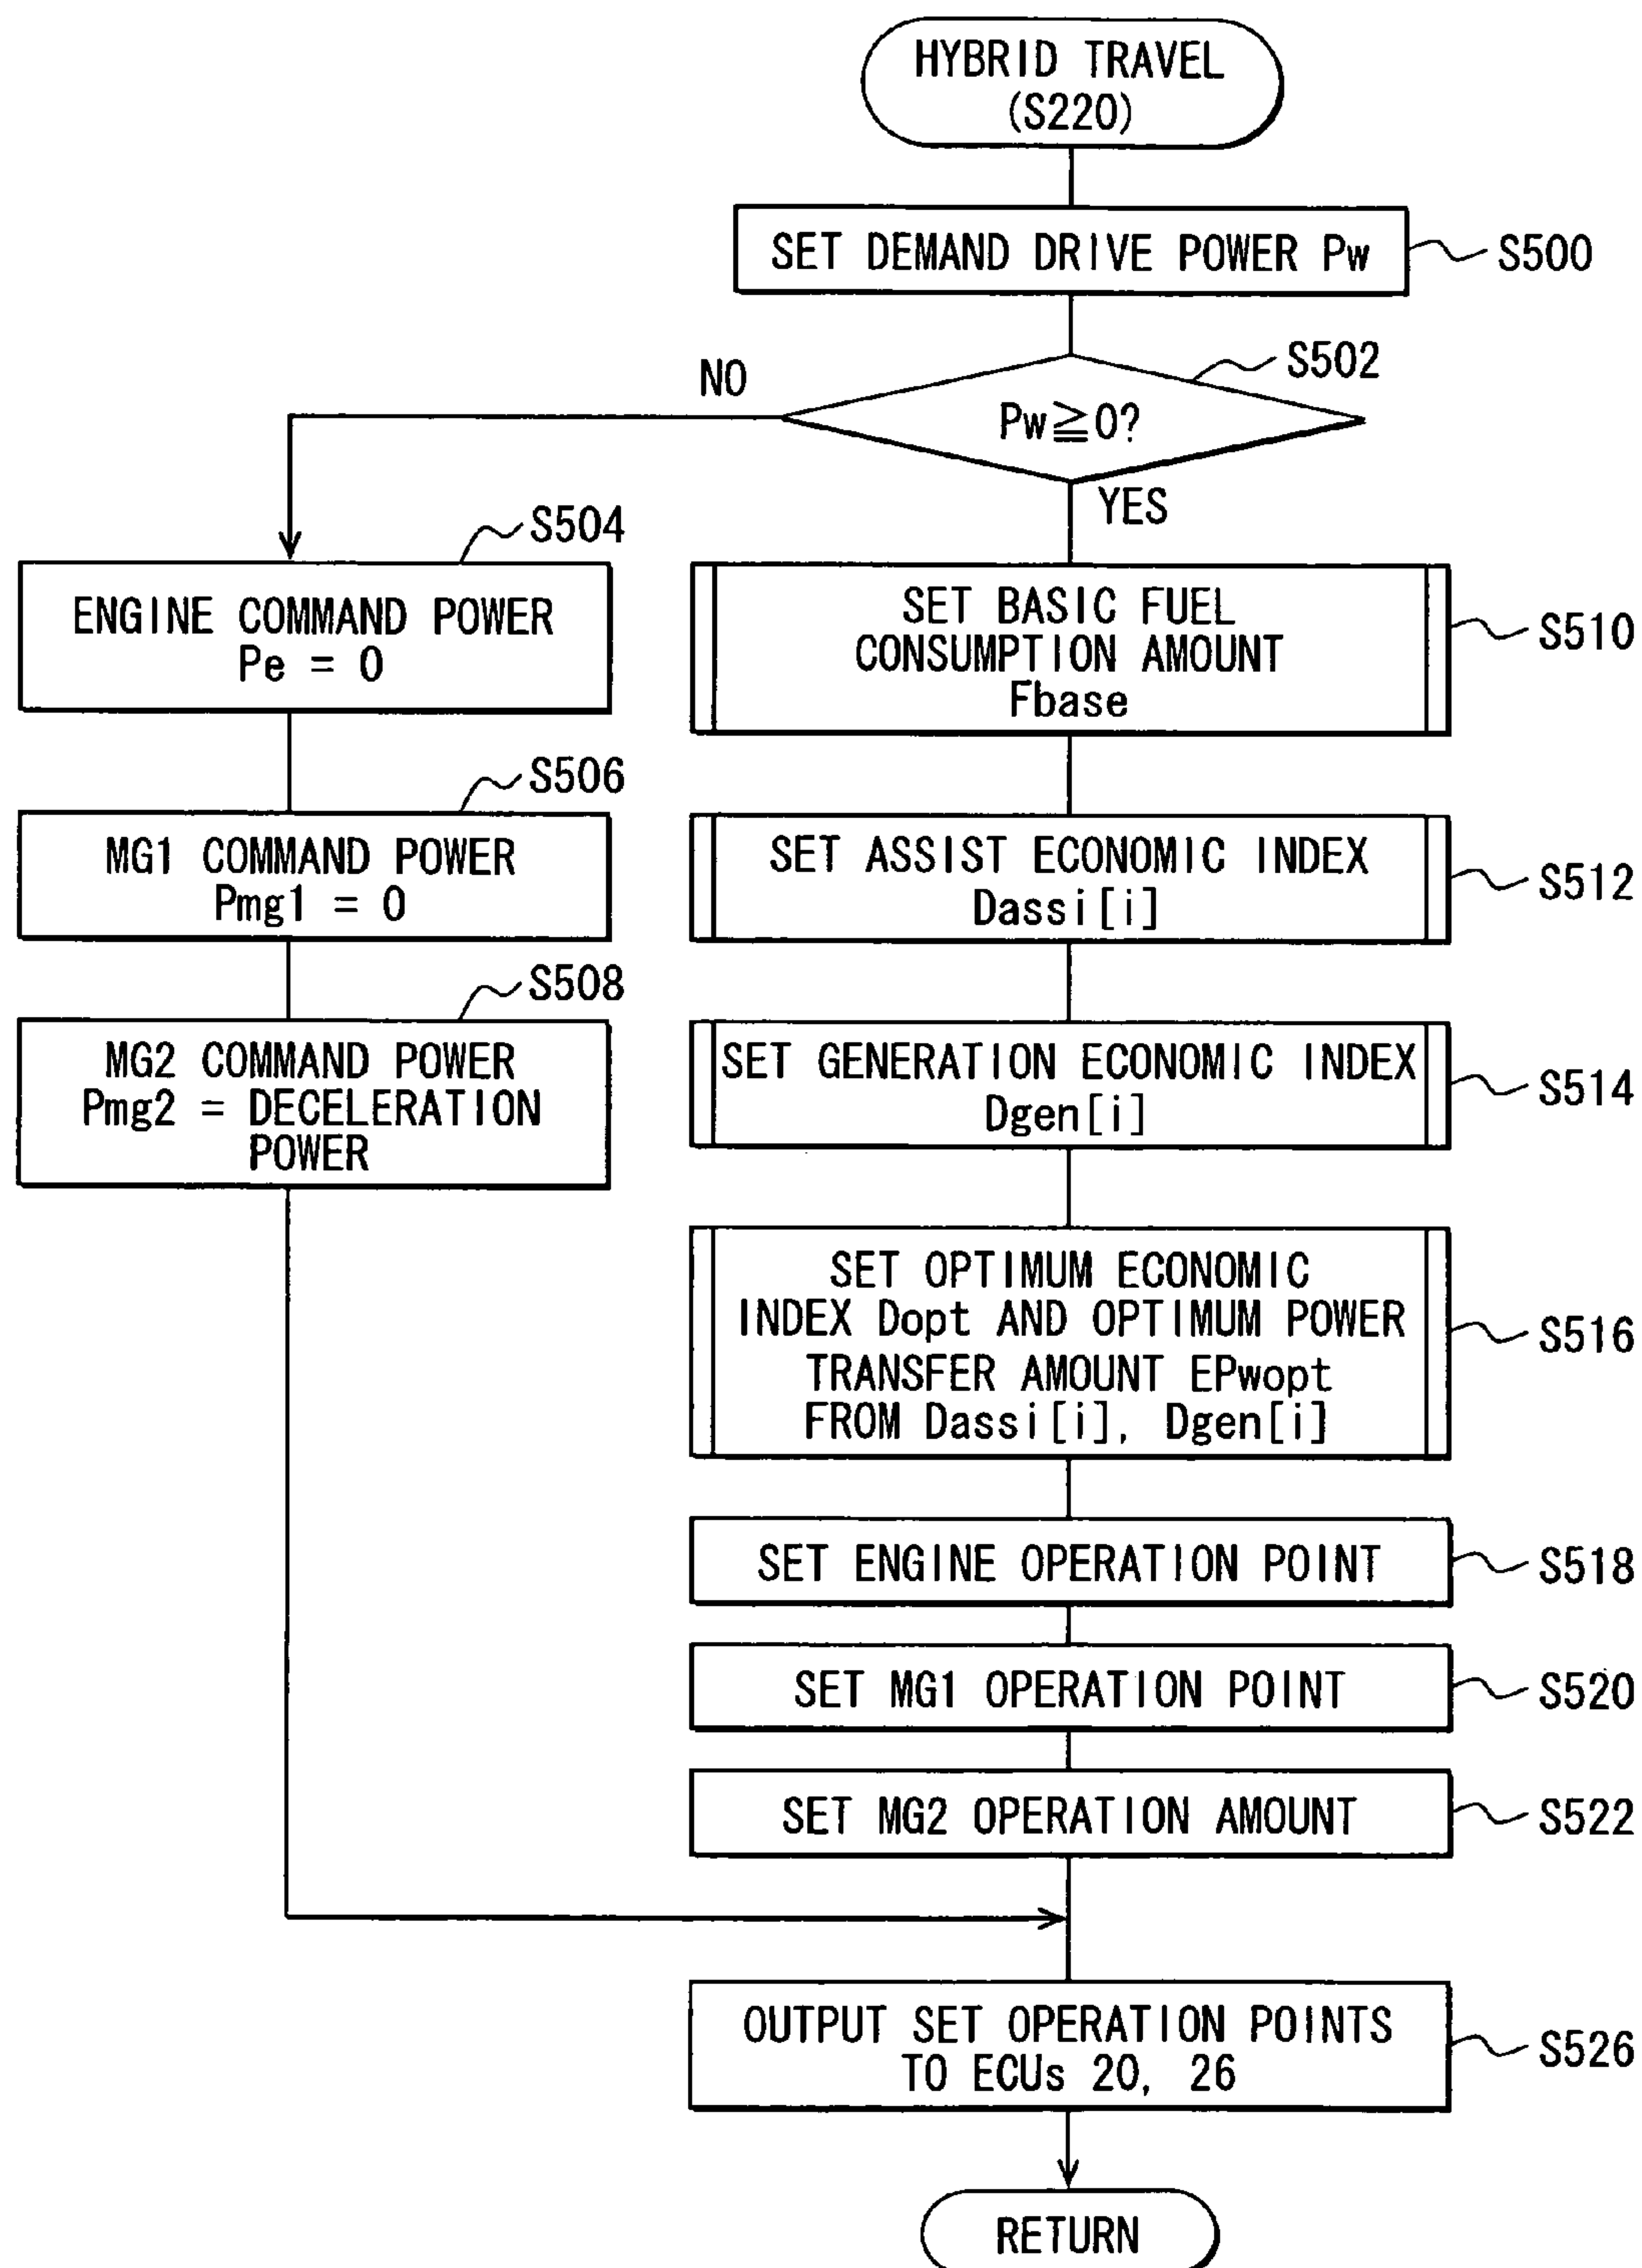 HYBRID TRAVEL
(S220)
SET DEMAND DRIVE POWER Pw
S500
S502
NO
Pw≧0?
YES
S504
ENGINE COMMAND POWER
Pe = 0
S506
MG1 COMMAND POWER
Pmg1 = 0
S508
MG2 COMMAND POWER
Pmg2 = DECELERATION
POWER
SET BASIC FUEL
CONSUMPTION AMOUNT
Fbase
S510
SET ASSIST ECONOMIC INDEX
Dassi[i]
S512
SET GENERATION ECONOMIC INDEX
Dgen[i]
S514
SET OPTIMUM ECONOMIC
INDEX Dopt AND OPTIMUM POWER
TRANSFER AMOUNT EPwopt
FROM Dassi[i], Dgen[i]
S516
SET ENGINE OPERATION POINT
S518
SET MG1 OPERATION POINT
S520
SET MG2 OPERATION AMOUNT
S522
OUTPUT SET OPERATION POINTS
TO ECUs 20, 26
S526
RETURN